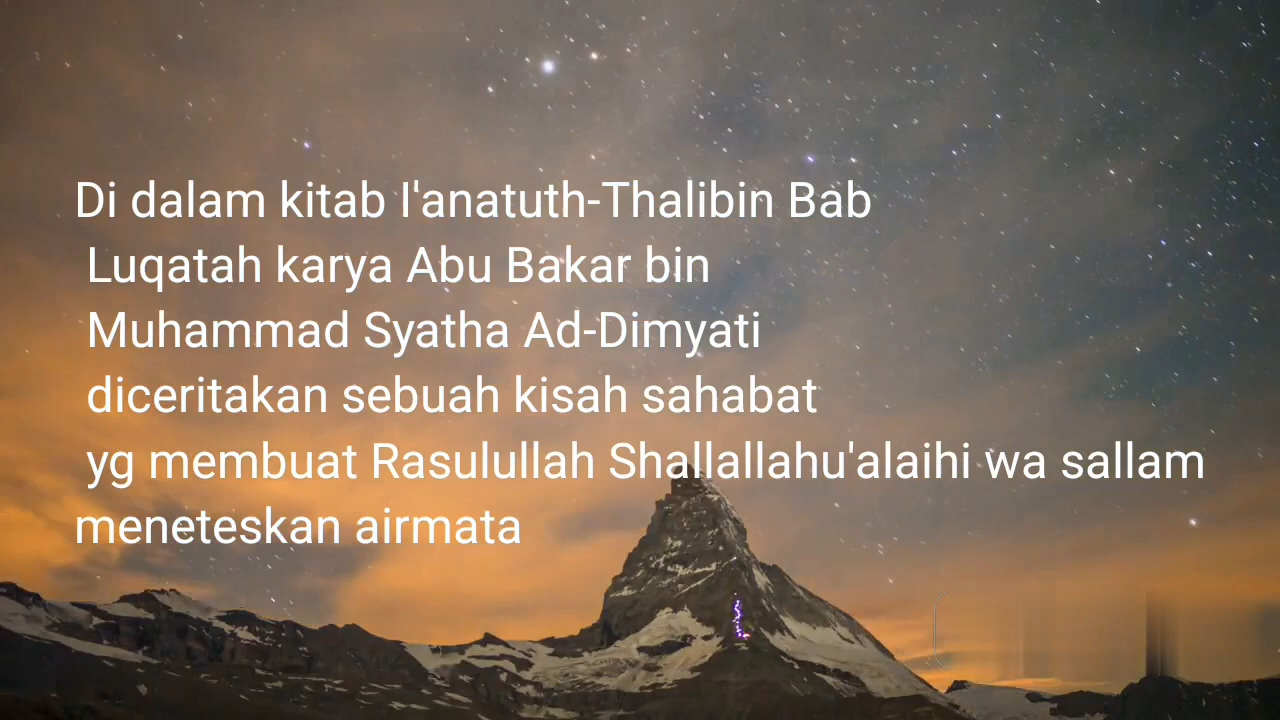 Di dalam kitab I'anatuth-Thalibin Bab
Luqatah karya Abu Bakar bin
Muhammad Syatha Ad-Dimyati
diceritakan sebuah kisah sahabat
yg membuat Rasulullah Shallallahu'alaihi wa sallam
meneteskan airmata